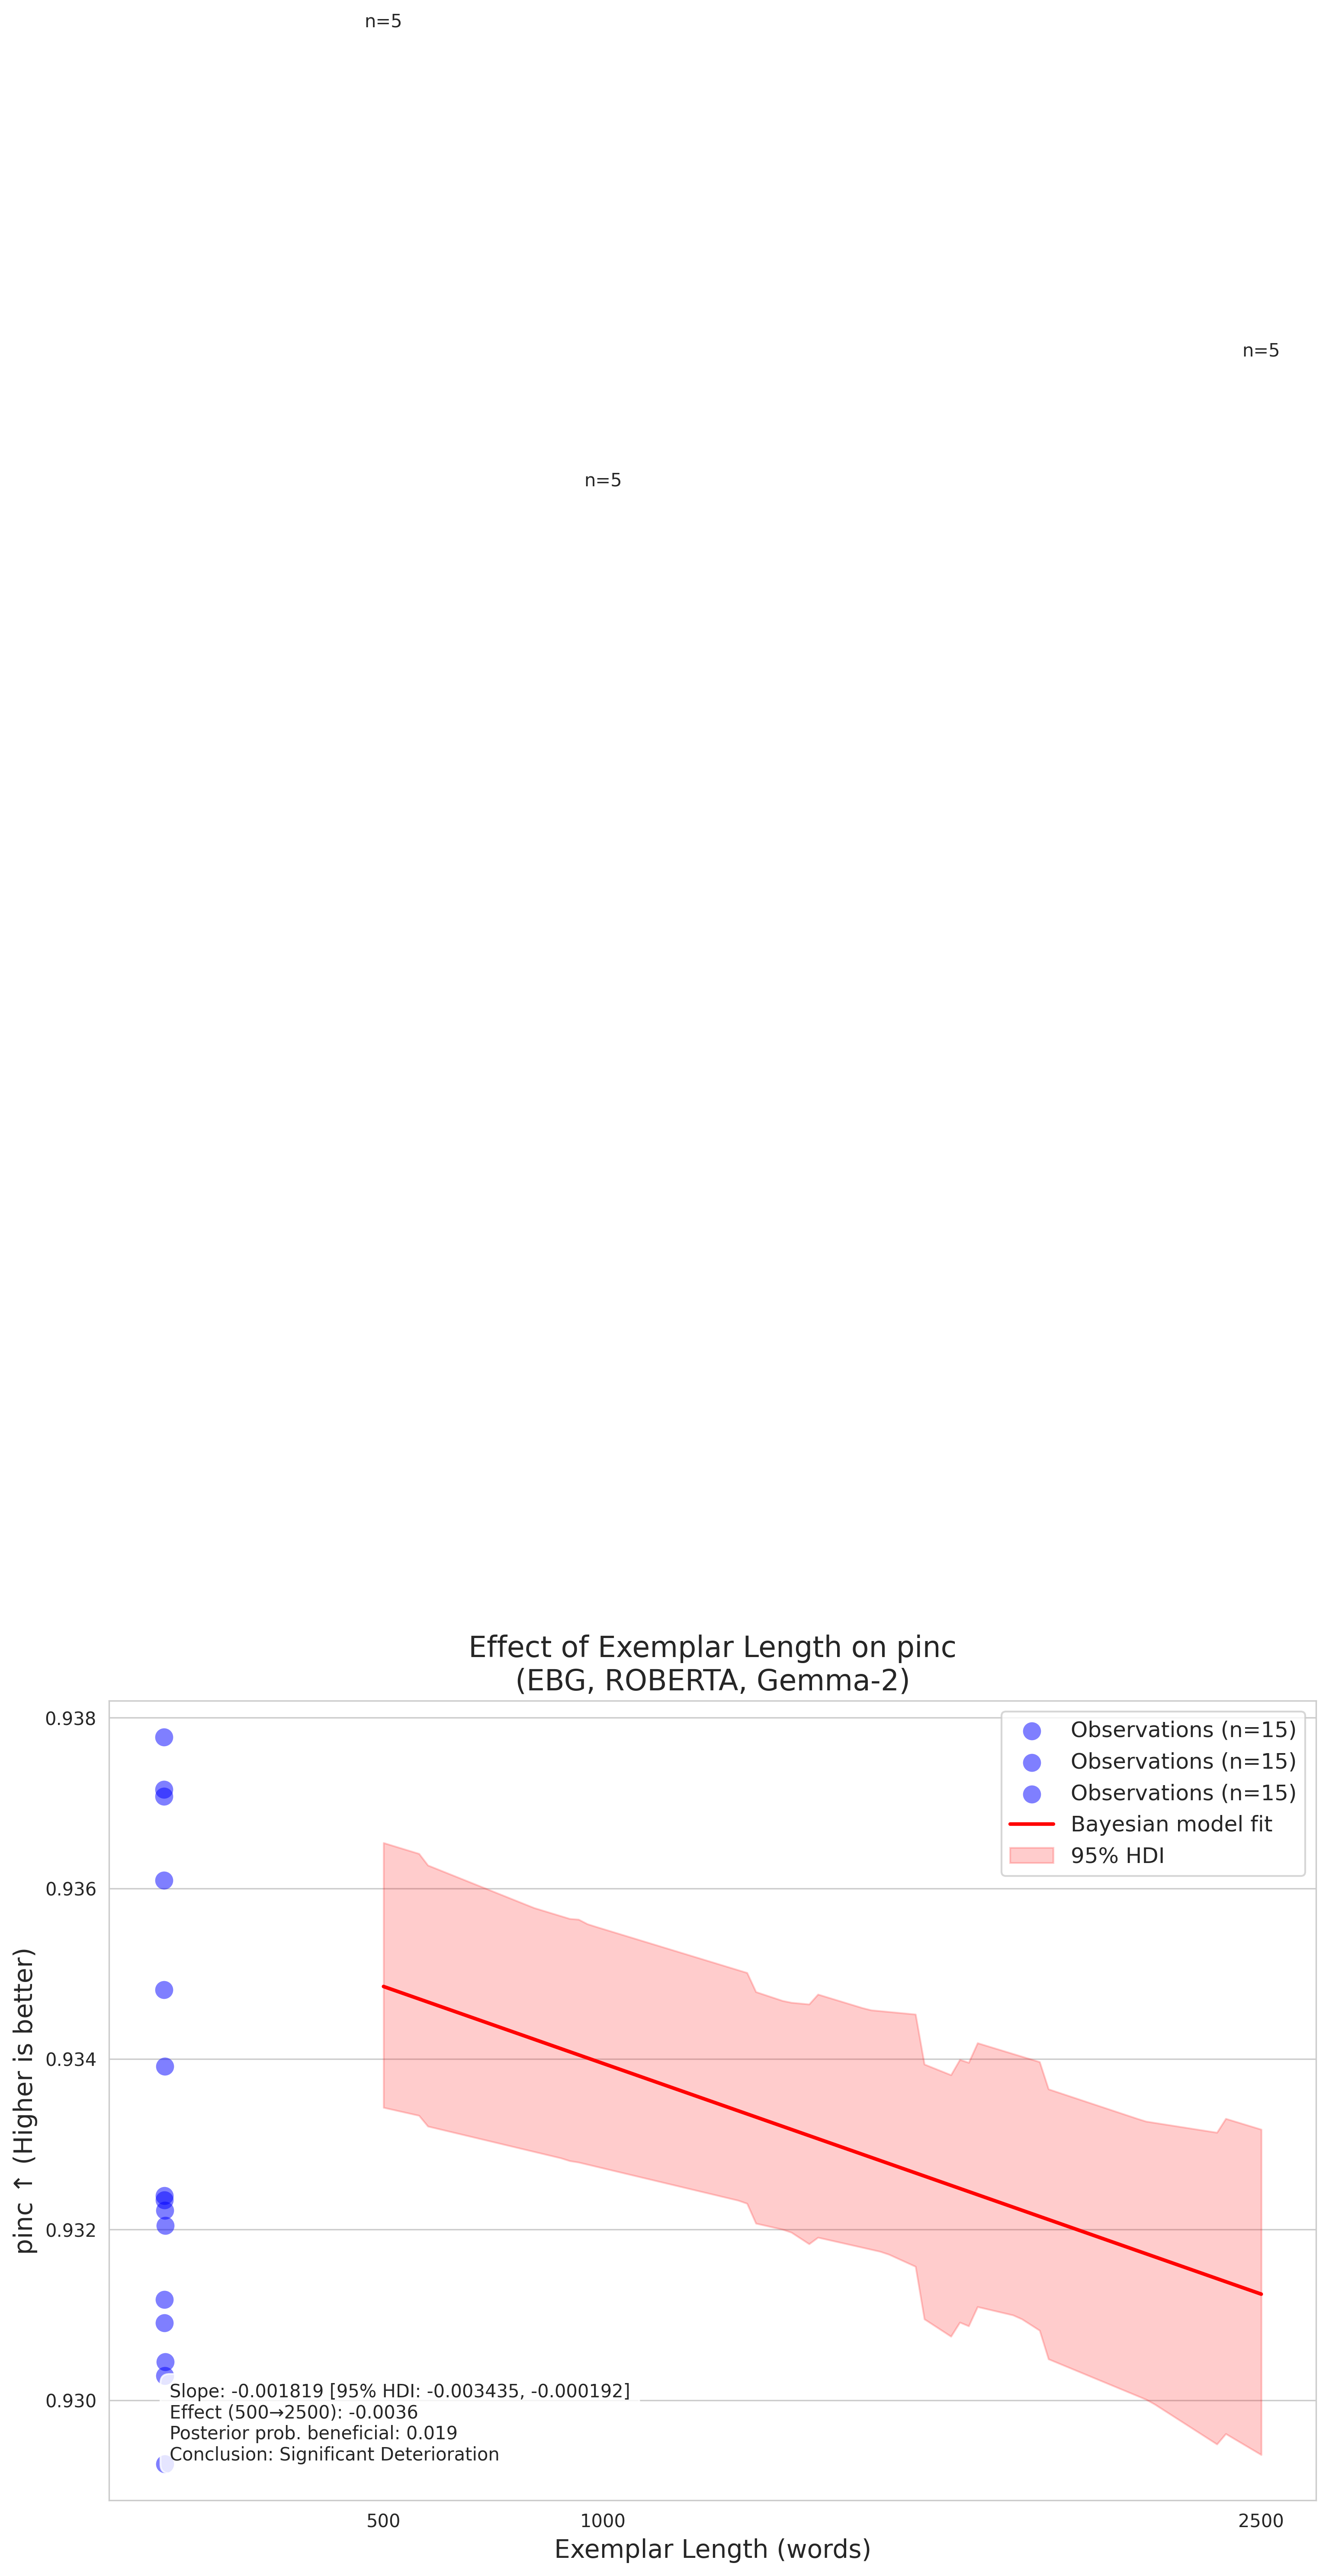 n=5
n=5
n=5
Effect of Exemplar Length on pinc
(EBG, ROBERTA, Gemma-2)
Observations (n=15)
Observations (n=15)
Observations (n=15)
Bayesian model fit
95% HDI
pinc ↑ (Higher is better)
0.938
0.936
0.934
0.932
0.930
Slope: -0.001819 [95% HDI: -0.003435, -0.000192]
Effect (500→2500): -0.0036
Posterior prob. beneficial: 0.019
Conclusion: Significant Deterioration
500
1000
2500
Exemplar Length (words)